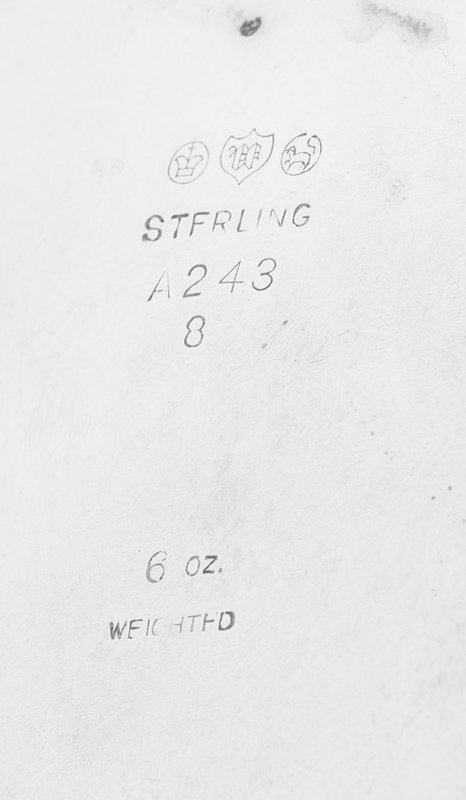 W
STERLING
A243
8
6 OZ.
WEIGHTED